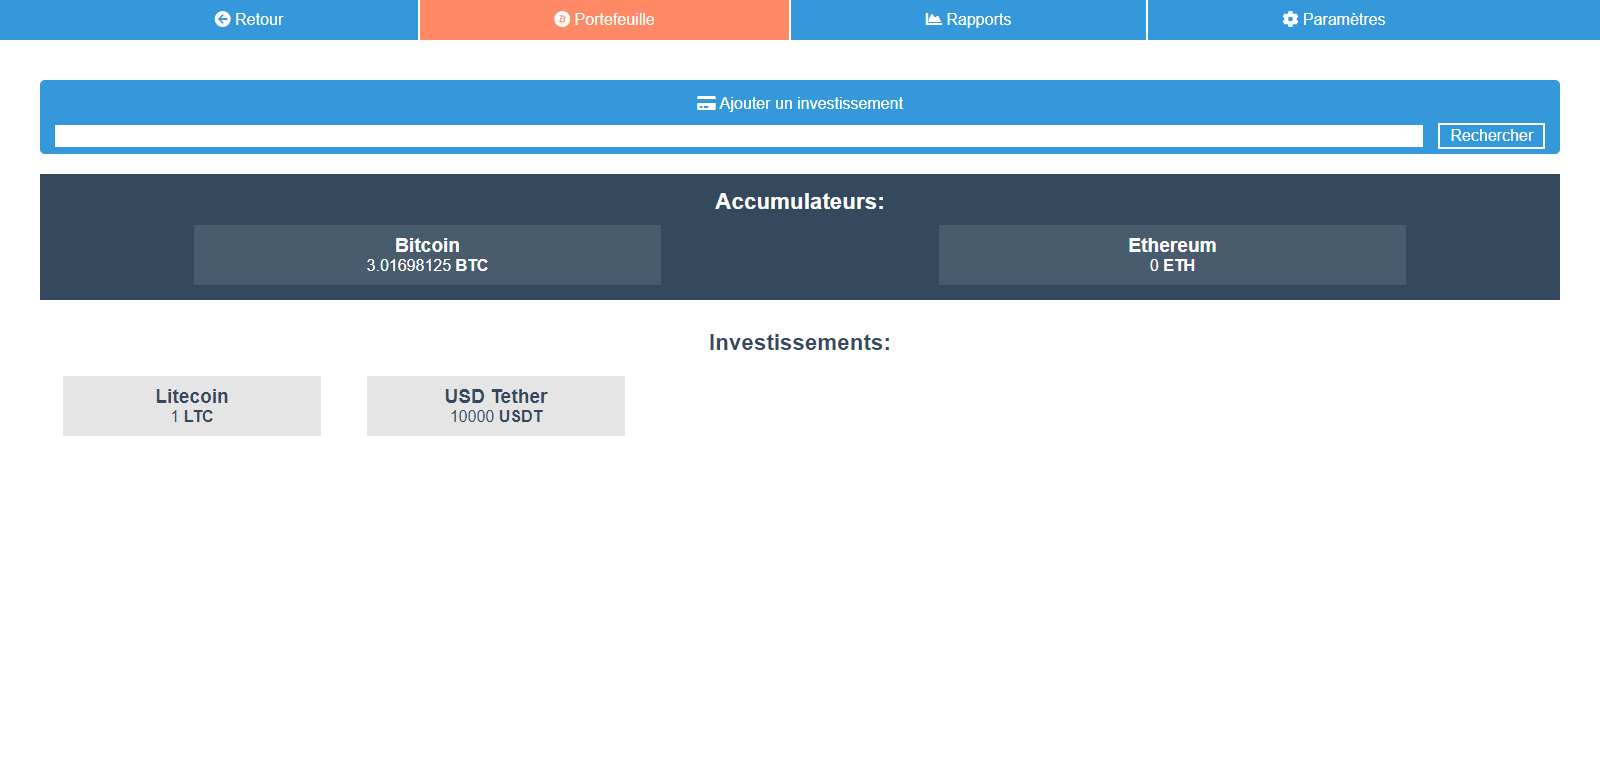 Retour Portefeuille Rapports Paramètres
Ajouter un investissement
Rechercher
Accumulateurs:
Bitcoin
3.01698125 BTC
Ethereum
0 ETH
Investissements:
Litecoin
1 LTC
USD Tether
10000 USDT